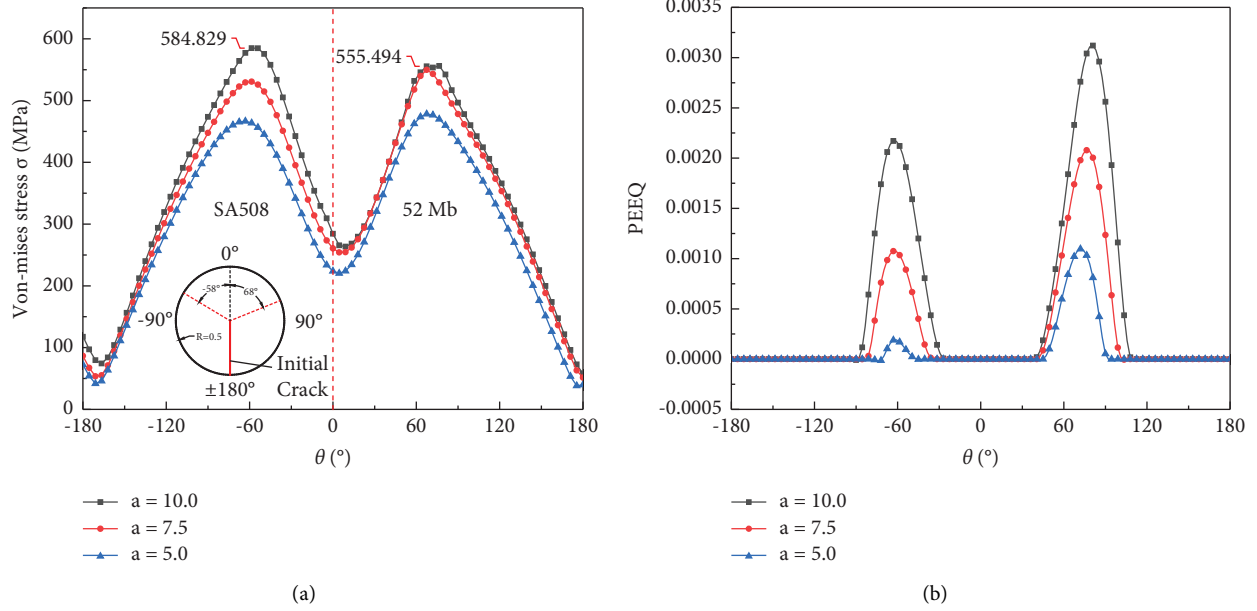 600
500
400
300
200
100
0
Von-mises stress σ (MPa)
584.829
555.494
SA508
52 Mb
0°
-58°
68°
-90°
90°
R=0.5
Initial
Crack
±180°
-180
-120
-60
0
60
120
180
θ (°)
a = 10.0
a = 7.5
a = 5.0
(a)
0.0035
0.0030
0.0025
0.0020
0.0015
0.0010
0.0005
0.0000
-0.0005
PEEQ
-180
-120
-60
0
60
120
180
θ (°)
a = 10.0
a = 7.5
a = 5.0
(b)